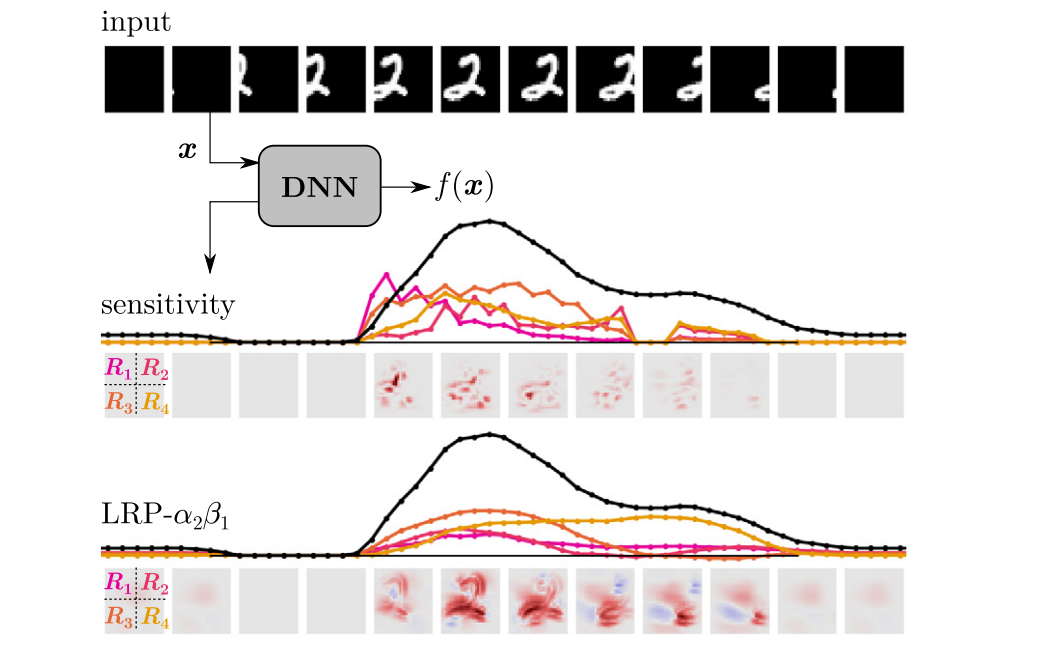 input
x
DNN
f(x)
sensitivity
R₁ R₂
R₃ R₄
LRP-α₂β₁
R₁ R₂
R₃ R₄